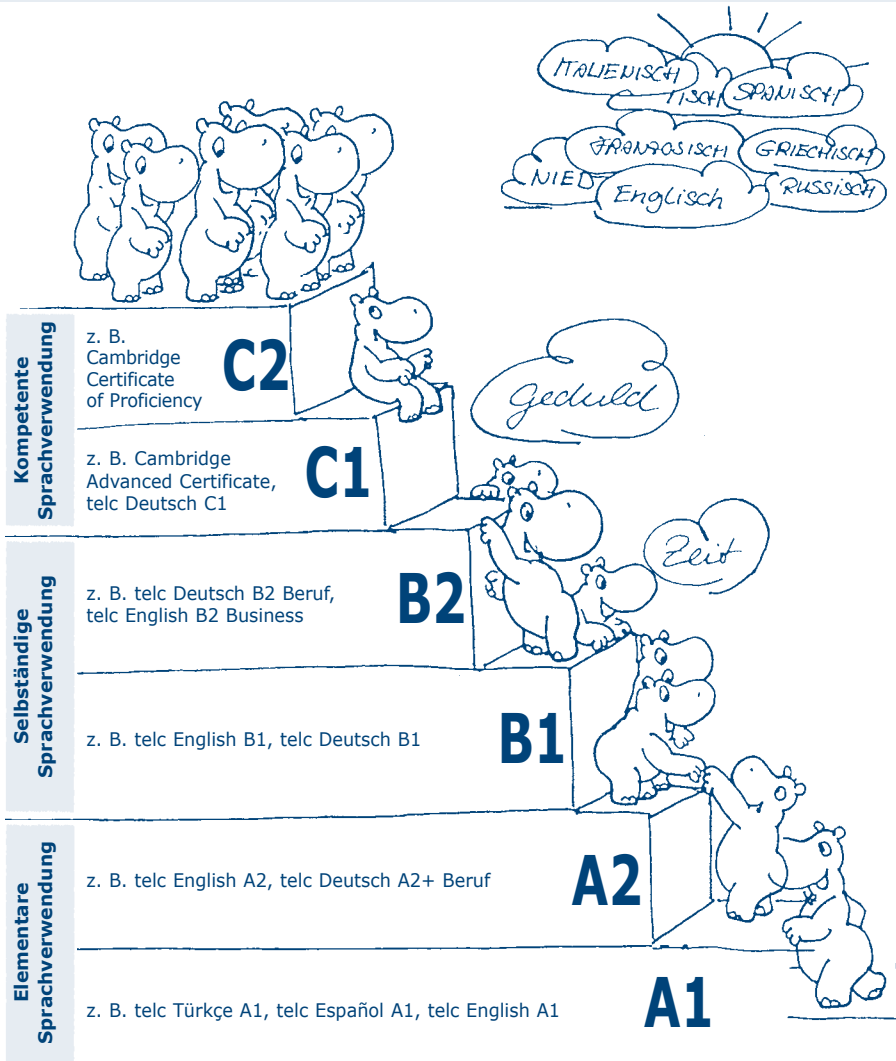 ITALIENISCH
TISCH
SPANISCH
FRANZÖSISCH
GRIECHISCH
NIED
Englisch
RUSSISCH
Kompetente
Sprachverwendung
z. B.
Cambridge
Certificate
of Proficiency
C2
Geduld
z. B. Cambridge
Advanced Certificate,
telc Deutsch C1
C1
Zeit
Selbständige
Sprachverwendung
z. B. telc Deutsch B2 Beruf,
telc English B2 Business
B2
z. B. telc English B1, telc Deutsch B1
B1
Elementare
Sprachverwendung
z. B. telc English A2, telc Deutsch A2+ Beruf
A2
z. B. telc Türkçe A1, telc Español A1, telc English A1
A1